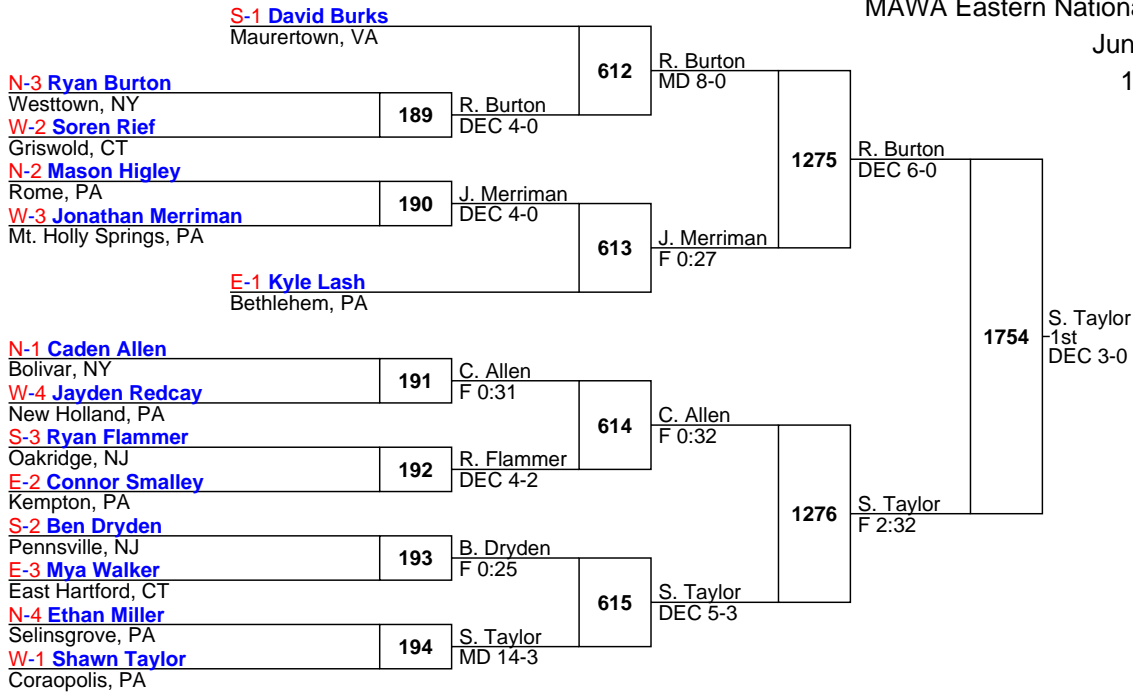 MAWA Eastern Nationa
Jun
1
S-1 David Burks
Maurertown, VA
612
R. Burton
MD 8-0
N-3 Ryan Burton
Westtown, NY
189
R. Burton
DEC 4-0
W-2 Soren Rief
Griswold, CT
1275
R. Burton
DEC 6-0
N-2 Mason Higley
Rome, PA
190
J. Merriman
DEC 4-0
W-3 Jonathan Merriman
Mt. Holly Springs, PA
613
J. Merriman
F 0:27
E-1 Kyle Lash
Bethlehem, PA
1754
S. Taylor
1st
DEC 3-0
N-1 Caden Allen
Bolivar, NY
191
C. Allen
F 0:31
W-4 Jayden Redcay
New Holland, PA
614
C. Allen
F 0:32
S-3 Ryan Flammer
Oakridge, NJ
192
R. Flammer
DEC 4-2
E-2 Connor Smalley
Kempton, PA
1276
S. Taylor
F 2:32
S-2 Ben Dryden
Pennsville, NJ
193
B. Dryden
F 0:25
E-3 Mya Walker
East Hartford, CT
615
S. Taylor
DEC 5-3
N-4 Ethan Miller
Selinsgrove, PA
194
S. Taylor
MD 14-3
W-1 Shawn Taylor
Coraopolis, PA